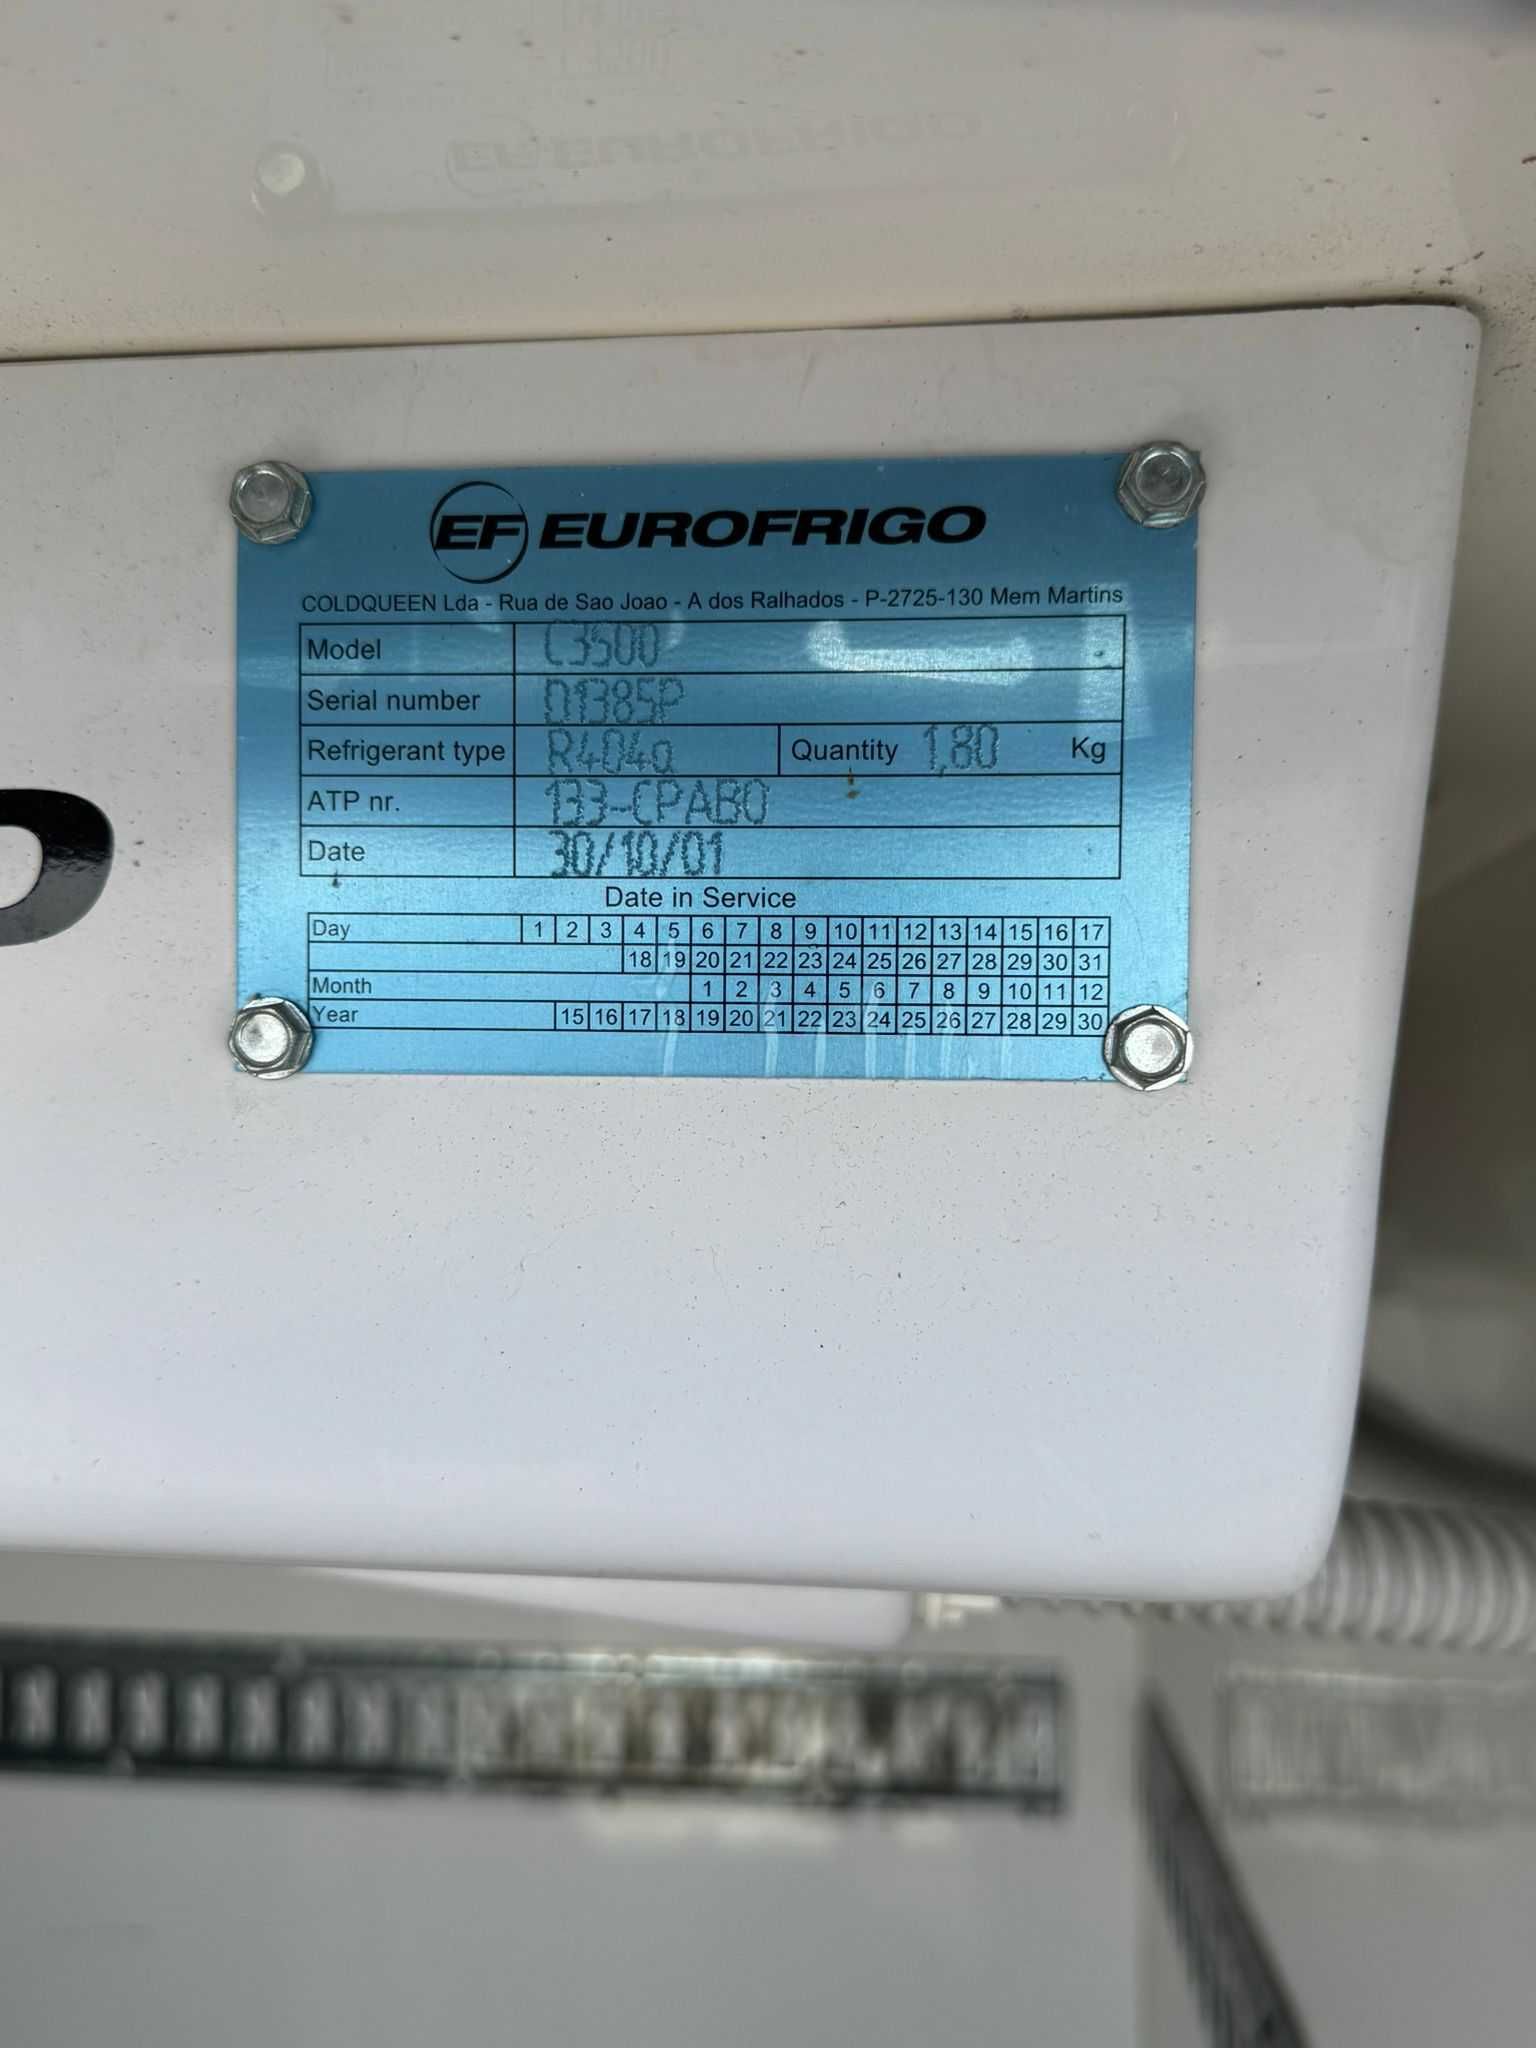 EF EUROFRIGO
COLDQUEEN Lda - Rua de Sao Joao - A dos Ralhados - P-2725-130 Mem Martins
Model C3500
Serial number D1385P
Refrigerant type R404a Quantity 1,80 Kg
ATP nr. 133-CPABO
Date 30/10/01
Date in Service
Day 1 2 3 4 5 6 7 8 9 10 11 12 13 14 15 16 17
18 19 20 21 22 23 24 25 26 27 28 29 30 31
Month 1 2 3 4 5 6 7 8 9 10 11 12
Year 15 16 17 18 19 20 21 22 23 24 25 26 27 28 29 30